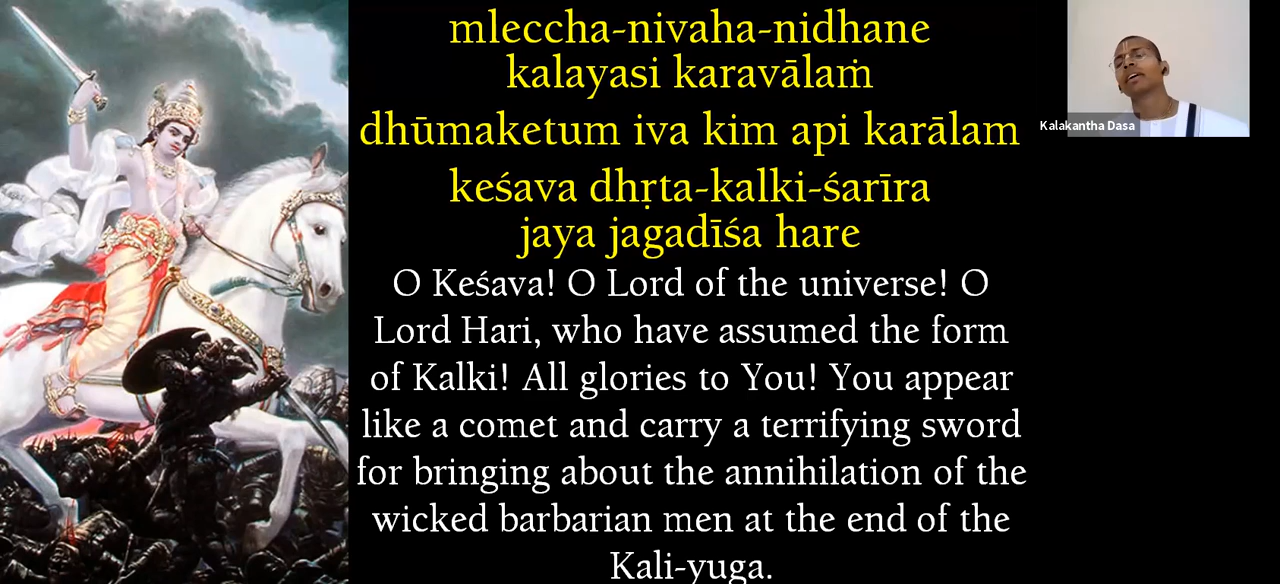 mleccha-nivaha-nidhane
kalayasi karavālaṁ
dhūmaketum iva kim api karālam
keśava dhṛta-kalki-śarīra
jaya jagadīśa hare
O Keśava! O Lord of the universe! O
Lord Hari, who have assumed the form
of Kalki! All glories to You! You appear
like a comet and carry a terrifying sword
for bringing about the annihilation of the
wicked barbarian men at the end of the
Kali-yuga.
Kalakantha Dasa